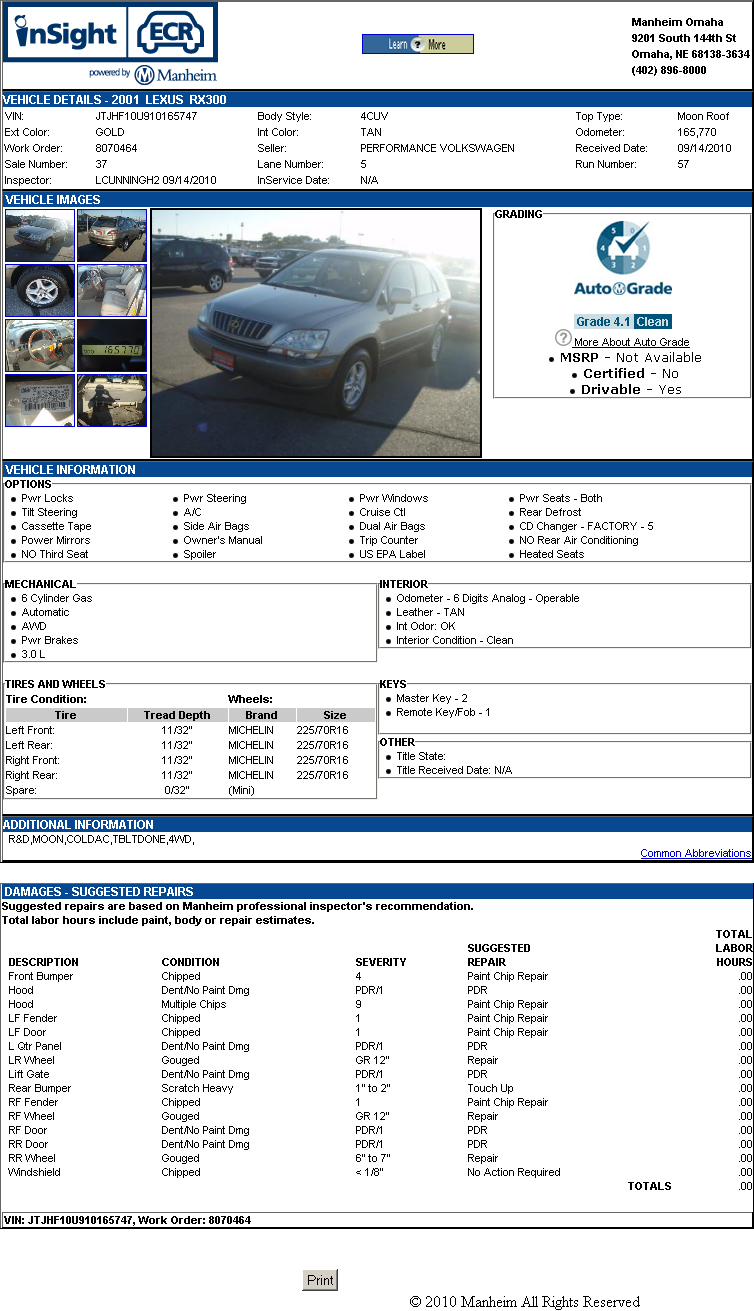 inSight ECR
powered by Manheim
Learn ? More
Manheim Omaha
9201 South 144th St
Omaha, NE 68138-3634
(402) 896-8000
VEHICLE DETAILS - 2001 LEXUS RX300
VIN: JTJHF10U910165747 Body Style: 4CUV Top Type: Moon Roof
Ext Color: GOLD Int Color: TAN Odometer: 165,770
Work Order: 8070464 Seller: PERFORMANCE VOLKSWAGEN Received Date: 09/14/2010
Sale Number: 37 Lane Number: 5 Run Number: 57
Inspector: LCUNNINGH2 09/14/2010 InService Date: N/A
VEHICLE IMAGES
165770
GRADING
5 4 3 2 1
AutoGrade
Grade 4.1 Clean
? More About Auto Grade
• MSRP - Not Available
• Certified - No
• Drivable - Yes
VEHICLE INFORMATION
OPTIONS
• Pwr Locks • Pwr Steering • Pwr Windows • Pwr Seats - Both
• Tilt Steering • A/C • Cruise Ctl • Rear Defrost
• Cassette Tape • Side Air Bags • Dual Air Bags • CD Changer - FACTORY - 5
• Power Mirrors • Owner's Manual • Trip Counter • NO Rear Air Conditioning
• NO Third Seat • Spoiler • US EPA Label • Heated Seats
MECHANICAL
• 6 Cylinder Gas
• Automatic
• AWD
• Pwr Brakes
• 3.0 L
INTERIOR
• Odometer - 6 Digits Analog - Operable
• Leather - TAN
• Int Odor: OK
• Interior Condition - Clean
TIRES AND WHEELS
Tire Condition: Wheels:
Tire Tread Depth Brand Size
Left Front: 11/32" MICHELIN 225/70R16
Left Rear: 11/32" MICHELIN 225/70R16
Right Front: 11/32" MICHELIN 225/70R16
Right Rear: 11/32" MICHELIN 225/70R16
Spare: 0/32" (Mini)
KEYS
• Master Key - 2
• Remote Key/Fob - 1
OTHER
• Title State:
• Title Received Date: N/A
ADDITIONAL INFORMATION
R&D,MOON,COLDAC,TBLTDONE,4WD,
Common Abbreviations
DAMAGES - SUGGESTED REPAIRS
Suggested repairs are based on Manheim professional inspector's recommendation.
Total labor hours include paint, body or repair estimates.
DESCRIPTION CONDITION SEVERITY SUGGESTED REPAIR TOTAL LABOR HOURS
Front Bumper Chipped 4 Paint Chip Repair .00
Hood Dent/No Paint Dmg PDR/1 PDR .00
Hood Multiple Chips 9 Paint Chip Repair .00
LF Fender Chipped 1 Paint Chip Repair .00
LF Door Chipped 1 Paint Chip Repair .00
L Qtr Panel Dent/No Paint Dmg PDR/1 PDR .00
LR Wheel Gouged GR 12" Repair .00
Lift Gate Dent/No Paint Dmg PDR/1 PDR .00
Rear Bumper Scratch Heavy 1" to 2" Touch Up .00
RF Fender Chipped 1 Paint Chip Repair .00
RF Wheel Gouged GR 12" Repair .00
RF Door Dent/No Paint Dmg PDR/1 PDR .00
RR Door Dent/No Paint Dmg PDR/1 PDR .00
RR Wheel Gouged 6" to 7" Repair .00
Windshield Chipped < 1/8" No Action Required .00
TOTALS .00
VIN: JTJHF10U910165747, Work Order: 8070464
Print
© 2010 Manheim All Rights Reserved